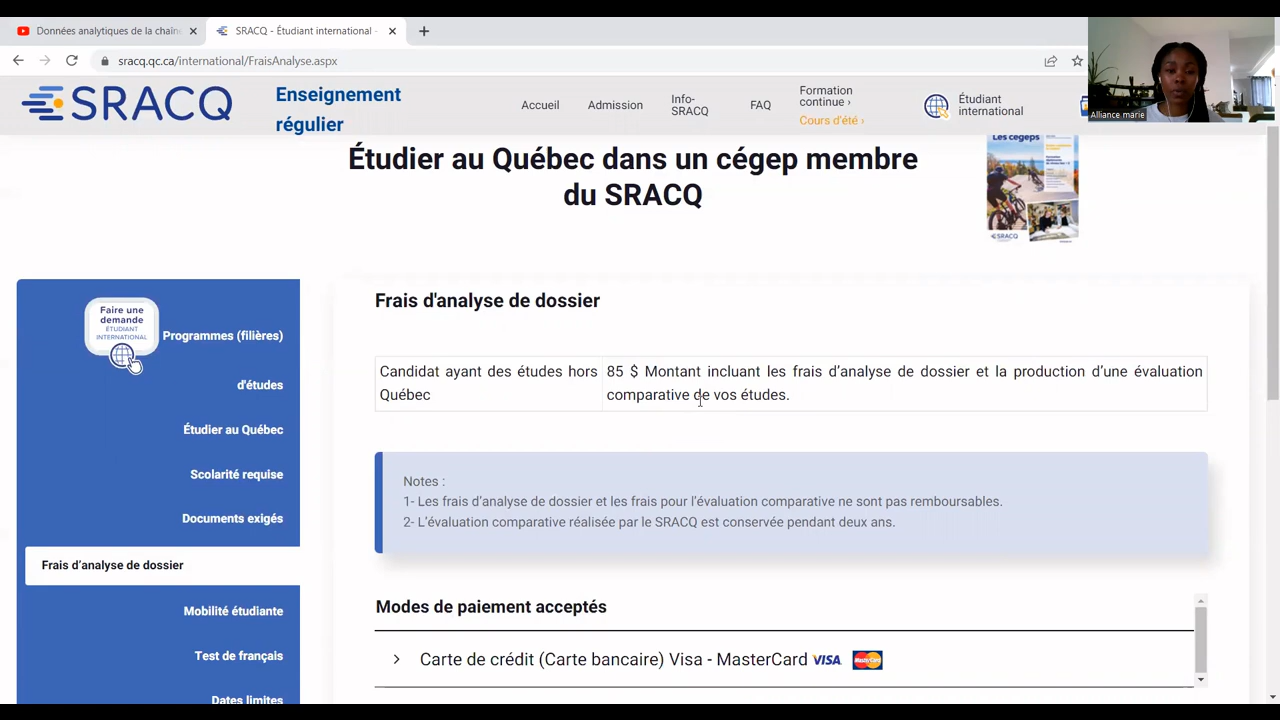 Données analytiques de la chaîn
SRACQ - Étudiant international -
sracq.qc.ca/international/FraisAnalyse.aspx
Alliance marie
SRACQ
Enseignement
régulier
Accueil
Admission
Info-
SRACQ
FAQ
Formation
continue ›
Cours d'été ›
Étudiant
international
Étudier au Québec dans un cégep membre
du SRACQ
Les cégeps
SRACQ
Faire une
demande
ÉTUDIANT
INTERNATIONAL
Programmes (filières)
d'études
Étudier au Québec
Scolarité requise
Documents exigés
Frais d'analyse de dossier
Mobilité étudiante
Test de français
Dates limites
Frais d'analyse de dossier
Candidat ayant des études hors
Québec
85 $ Montant incluant les frais d'analyse de dossier et la production d'une évaluation
comparative de vos études.
Notes :
1- Les frais d'analyse de dossier et les frais pour l'évaluation comparative ne sont pas remboursables.
2- L'évaluation comparative réalisée par le SRACQ est conservée pendant deux ans.
Modes de paiement acceptés
Carte de crédit (Carte bancaire) Visa - MasterCard VISA MasterCard